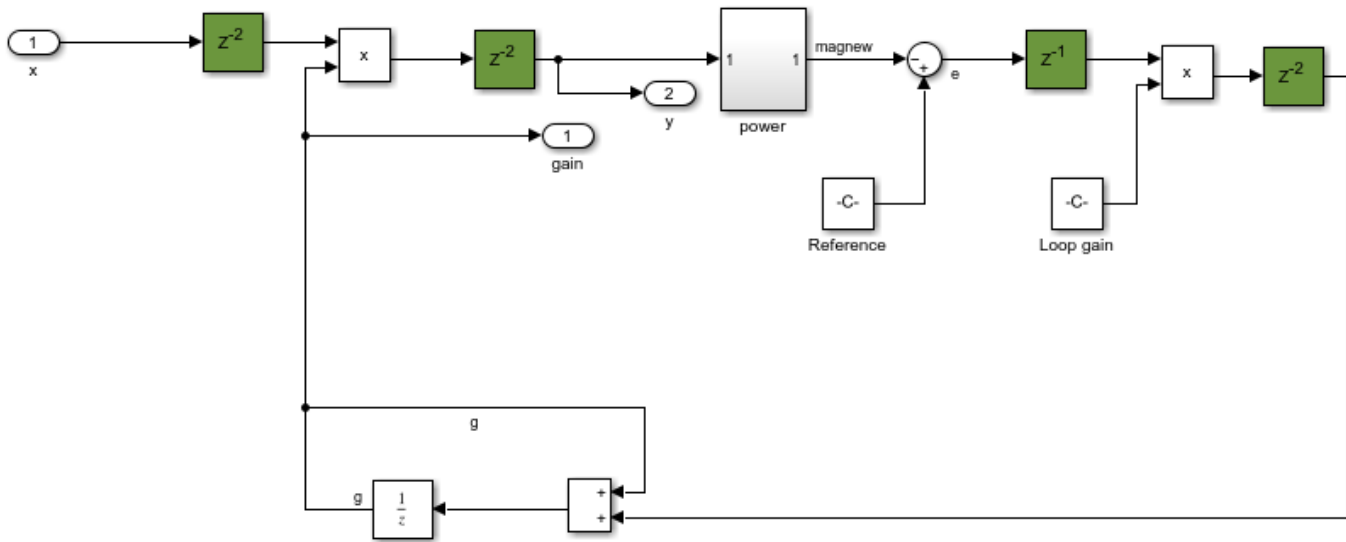 1
x
Z-2
x
Z-2
2
y
1
gain
1 1
power
magnew
−
+
e
-C-
Reference
Z-1
x
-C-
Loop gain
Z-2
g
g
1
z
+
+